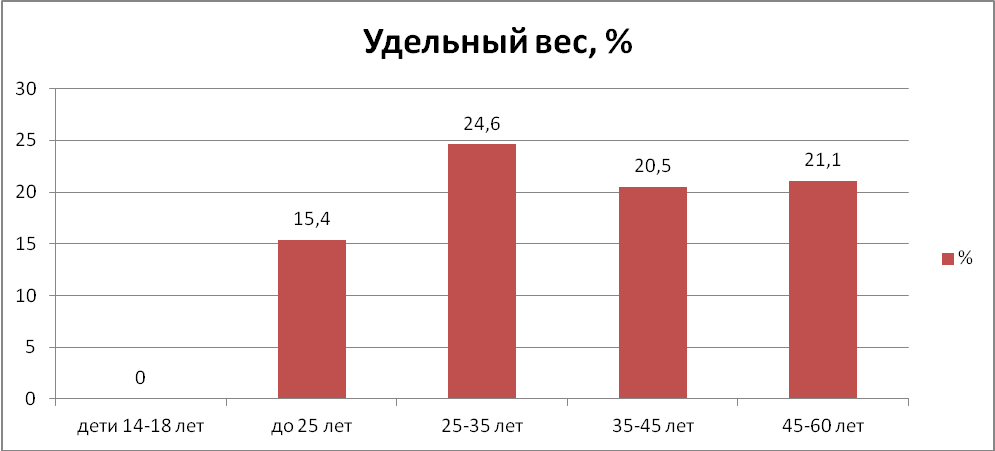 Удельный вес, %
30
25
20
15
10
5
0
0
15,4
24,6
20,5
21,1
дети 14-18 лет
до 25 лет
25-35 лет
35-45 лет
45-60 лет
%